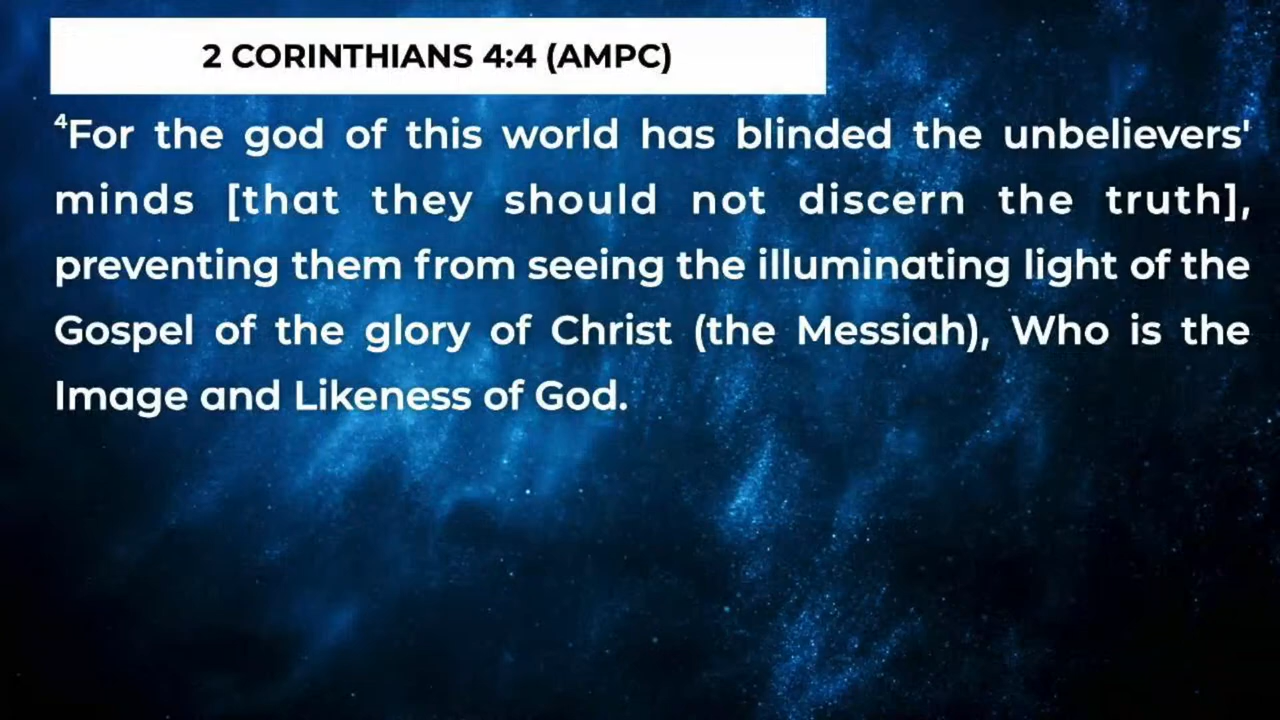 2 CORINTHIANS 4:4 (AMPC)
⁴For the god of this world has blinded the unbelievers'
minds [that they should not discern the truth],
preventing them from seeing the illuminating light of the
Gospel of the glory of Christ (the Messiah), Who is the
Image and Likeness of God.